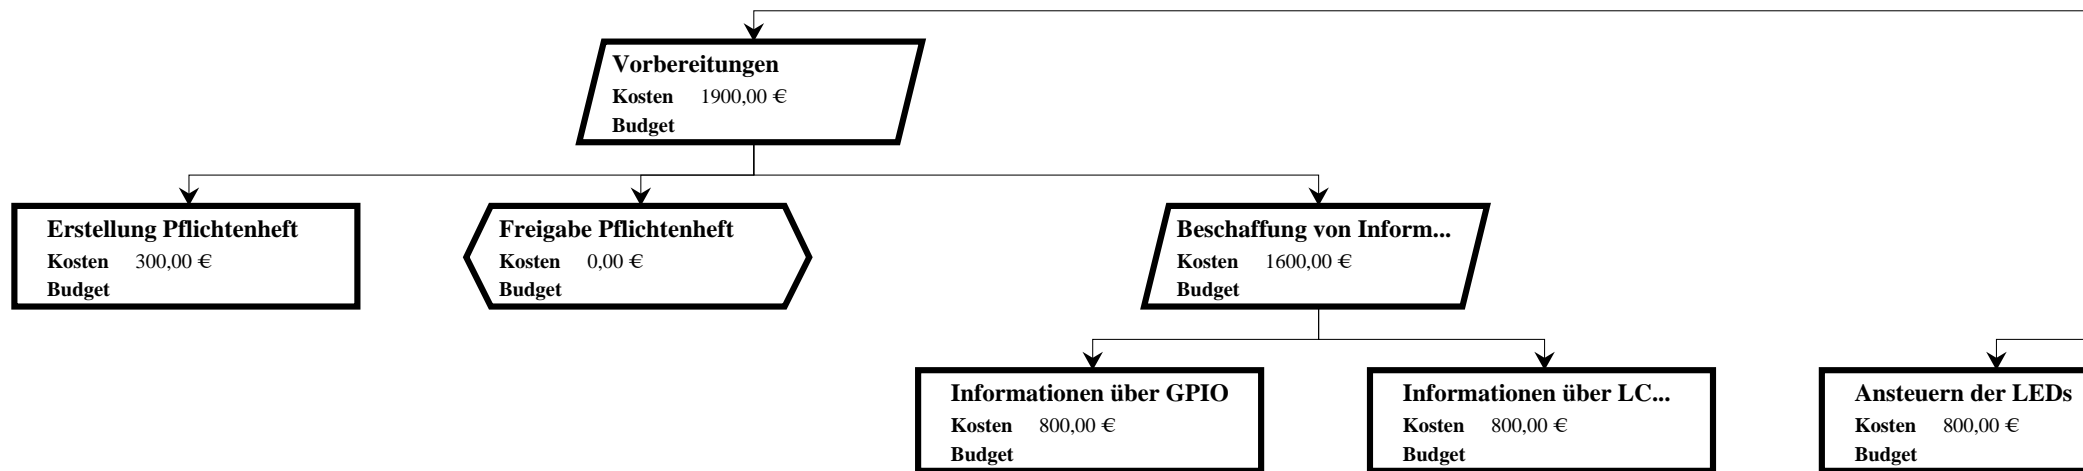 Vorbereitungen
Kosten 1900,00 €
Budget
Erstellung Pflichtenheft
Kosten 300,00 €
Budget
Freigabe Pflichtenheft
Kosten 0,00 €
Budget
Beschaffung von Inform...
Kosten 1600,00 €
Budget
Informationen über GPIO
Kosten 800,00 €
Budget
Informationen über LC...
Kosten 800,00 €
Budget
Ansteuern der LEDs
Kosten 800,00 €
Budget